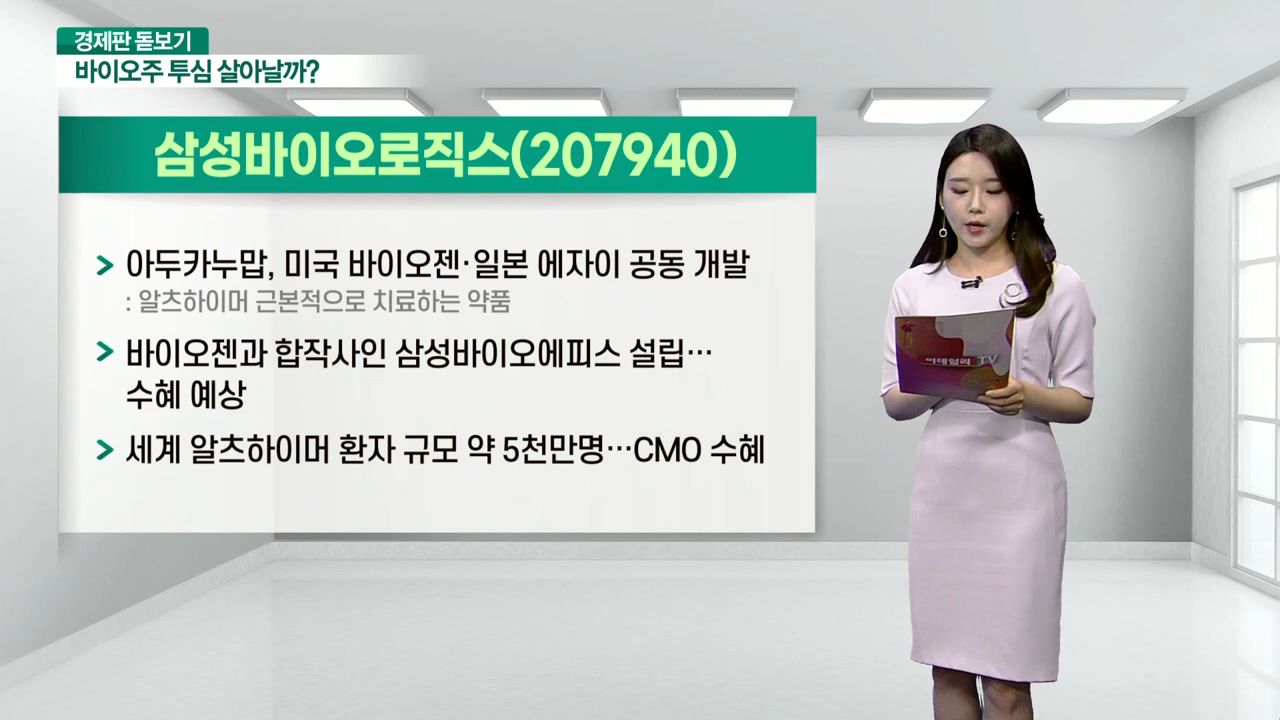 경제판 돋보기
바이오주 투심 살아날까?
삼성바이오로직스(207940)
> 아두카누맙, 미국 바이오젠·일본 에자이 공동 개발
: 알츠하이머 근본적으로 치료하는 약품
> 바이오젠과 합작사인 삼성바이오에피스 설립…
수혜 예상
> 세계 알츠하이머 환자 규모 약 5천만명…CMO 수혜
이데일리 TV